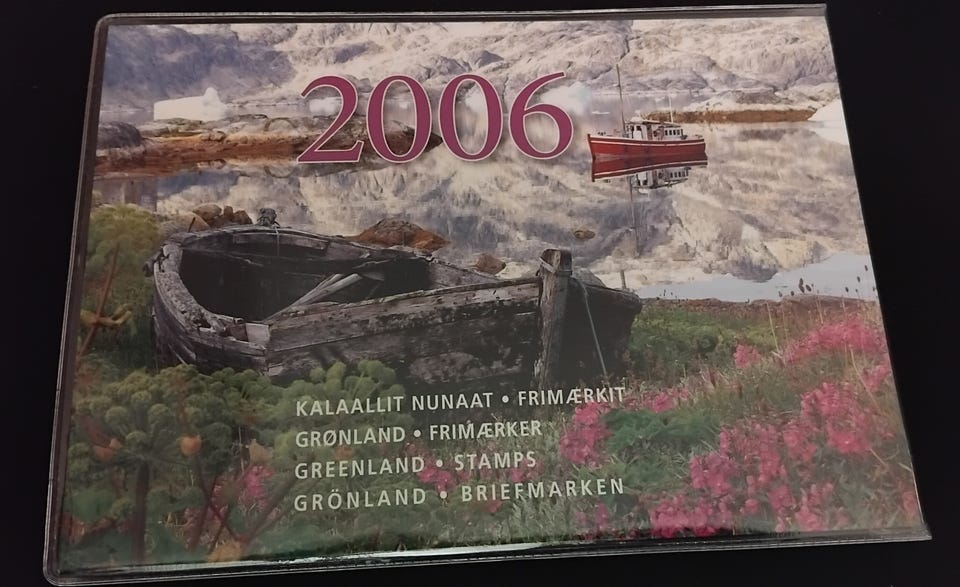 2006
KALAALLIT NUNAAT • FRIMÆRKIT
GRØNLAND • FRIMÆRKER
GREENLAND • STAMPS
GRÖNLAND • BRIEFMARKEN